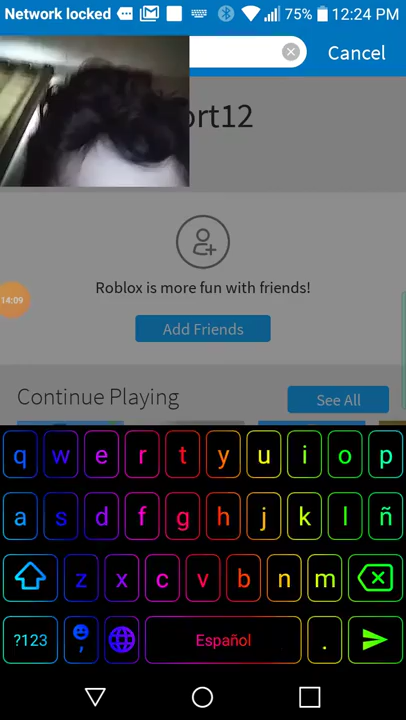 Network locked 75% 12:24 PM
Cancel
ort12
14:09
Roblox is more fun with friends!
Add Friends
Continue Playing
See All
q w e r t y u i o p
a s d f g h j k l ñ
z x c v b n m
?123 , Español .